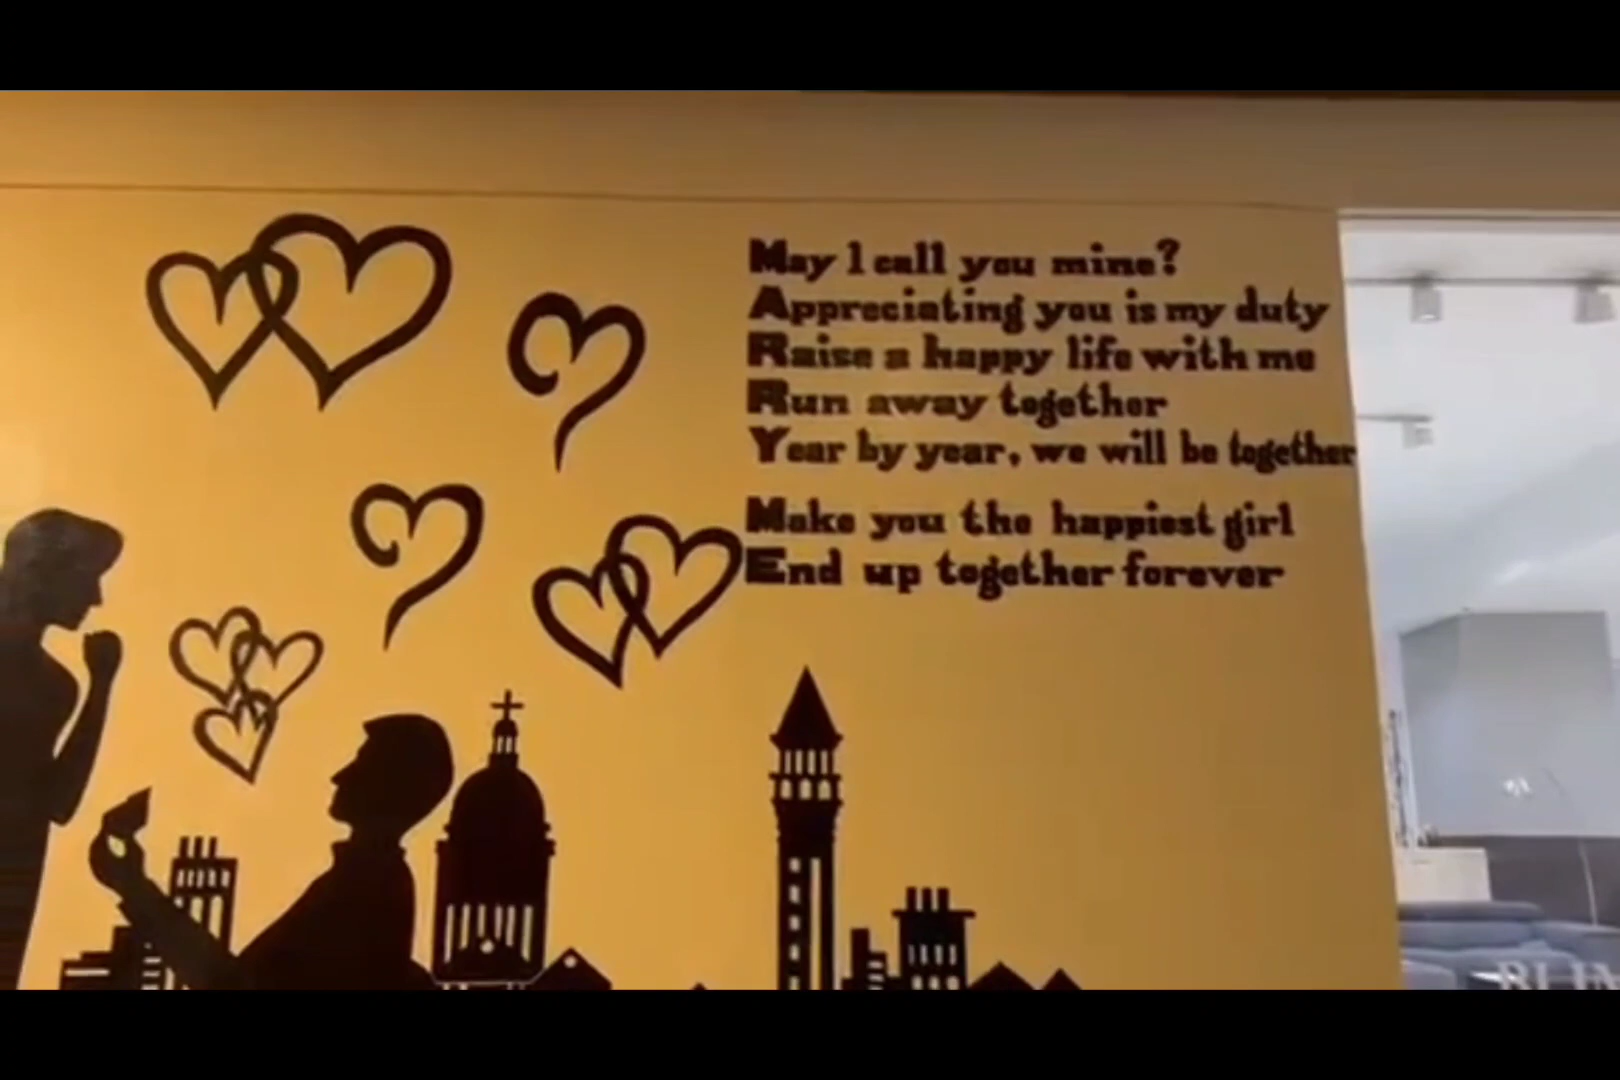 May I call you mine?
Appreciating you is my duty
Raise a happy life with me
Run away together
Year by year, we will be together
Make you the happiest girl
End up together forever